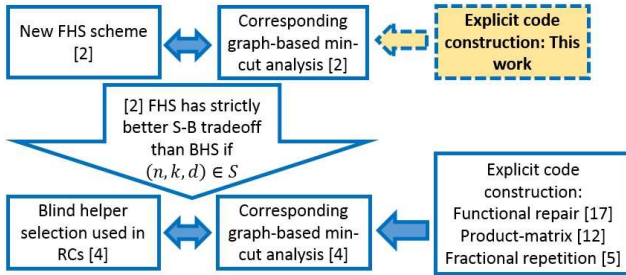 New FHS scheme
[2]
Corresponding
graph-based min-
cut analysis [2]
Explicit code
construction: This
work
[2] FHS has strictly
better S-B tradeoff
than BHS if
(n, k, d) ∈ S
Blind helper
selection used in
RCs [4]
Corresponding
graph-based min-
cut analysis [4]
Explicit code
construction:
Functional repair [17]
Product-matrix [12]
Fractional repetition [5]